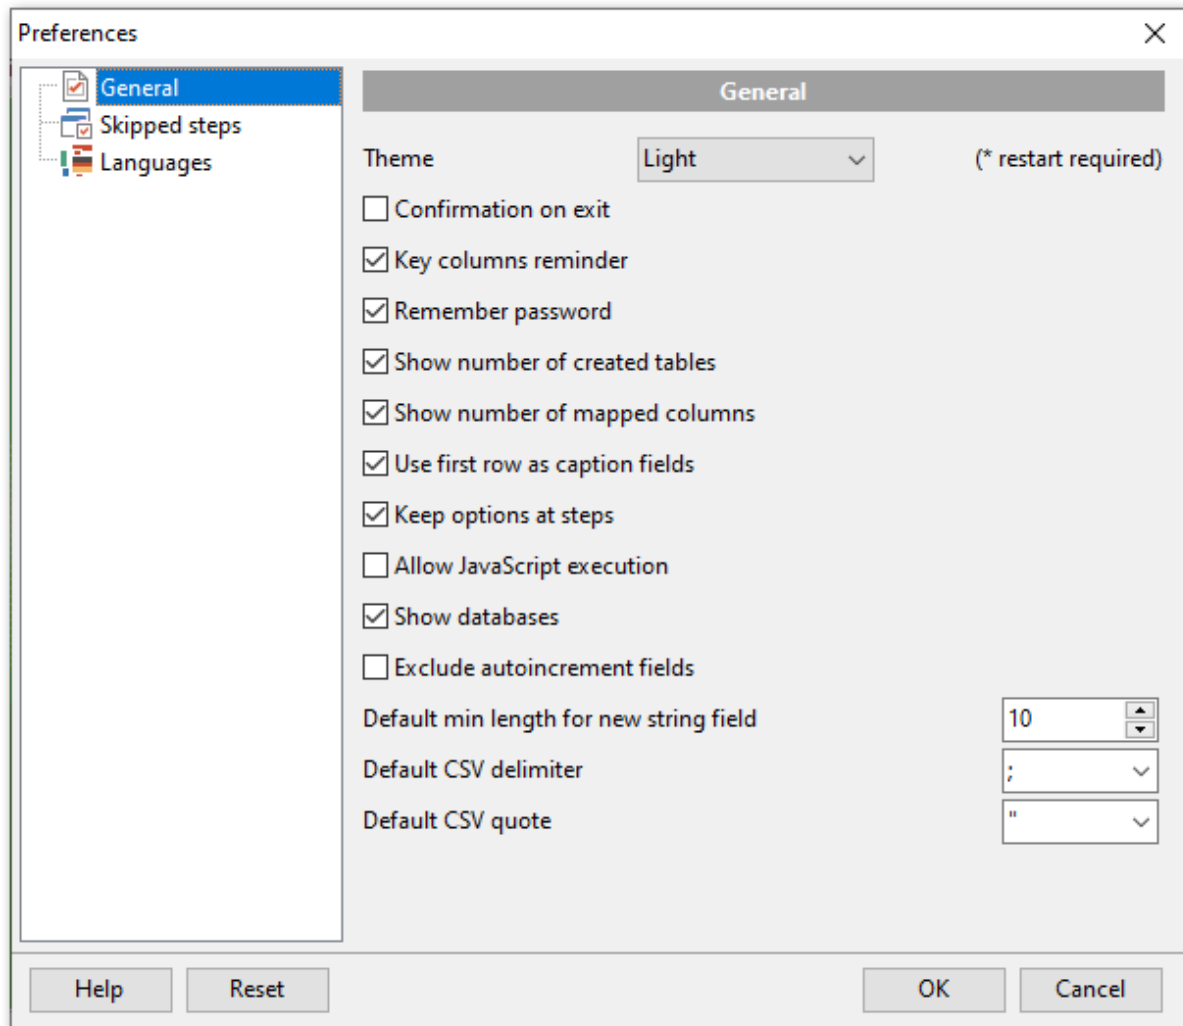 Preferences
General
Skipped steps
Languages
General
Theme Light (* restart required)
Confirmation on exit
Key columns reminder
Remember password
Show number of created tables
Show number of mapped columns
Use first row as caption fields
Keep options at steps
Allow JavaScript execution
Show databases
Exclude autoincrement fields
Default min length for new string field 10
Default CSV delimiter ;
Default CSV quote "
Help Reset OK Cancel